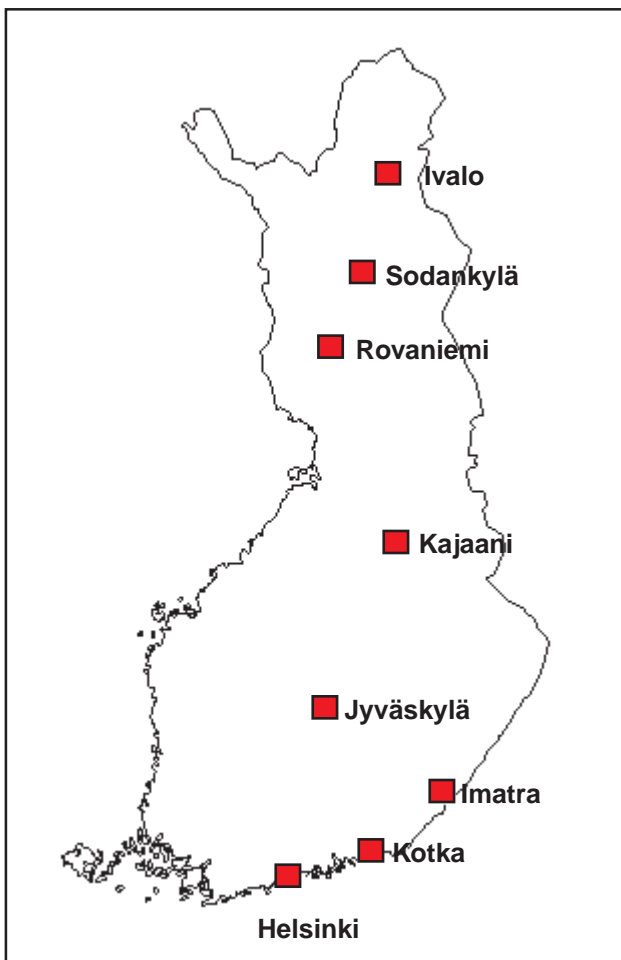 Ivalo
Sodankylä
Rovaniemi
Kajaani
Jyväskylä
Imatra
Kotka
Helsinki